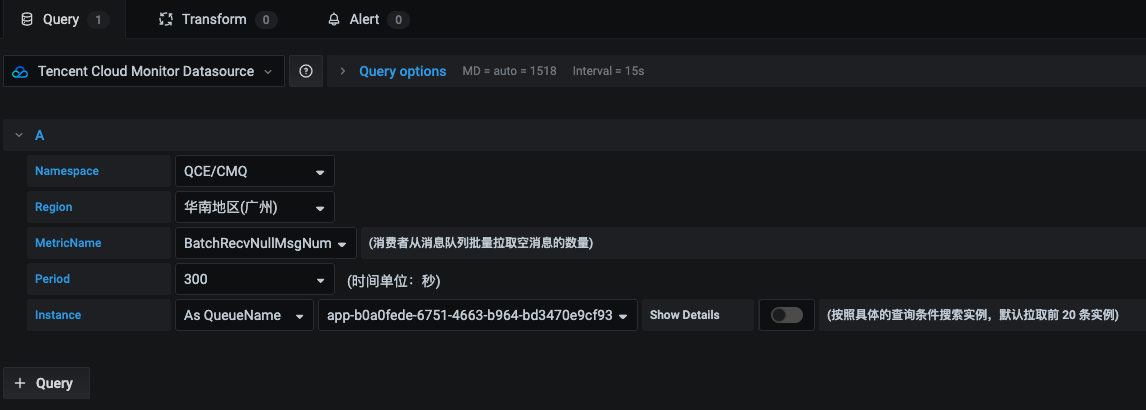 Query 1 Transform 0 Alert 0
Tencent Cloud Monitor Datasource Query options MD = auto = 1518 Interval = 15s
A
Namespace QCE/CMQ
Region 华南地区(广州)
MetricName BatchRecvNullMsgNum (消费者从消息队列批量拉取空消息的数量)
Period 300 (时间单位：秒)
Instance As QueueName app-b0a0fede-6751-4663-b964-bd3470e9cf93 Show Details (按照具体的查询条件搜索实例，默认拉取前 20 条实例)
+ Query